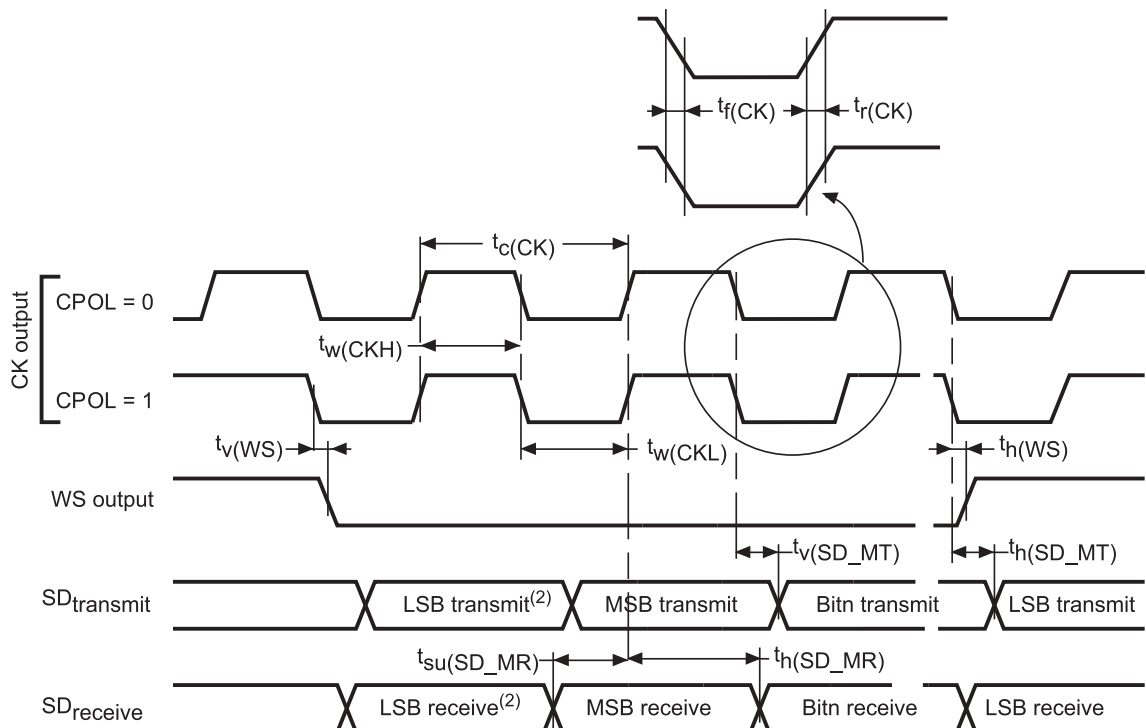 tf(CK)
tr(CK)
tc(CK)
CK output
CPOL = 0
tw(CKH)
CPOL = 1
tv(WS)
tw(CKL)
th(WS)
WS output
tv(SD_MT)
th(SD_MT)
SDtransmit
LSB transmit(2)
MSB transmit
Bitn transmit
LSB transmit
tsu(SD_MR)
th(SD_MR)
SDreceive
LSB receive(2)
MSB receive
Bitn receive
LSB receive